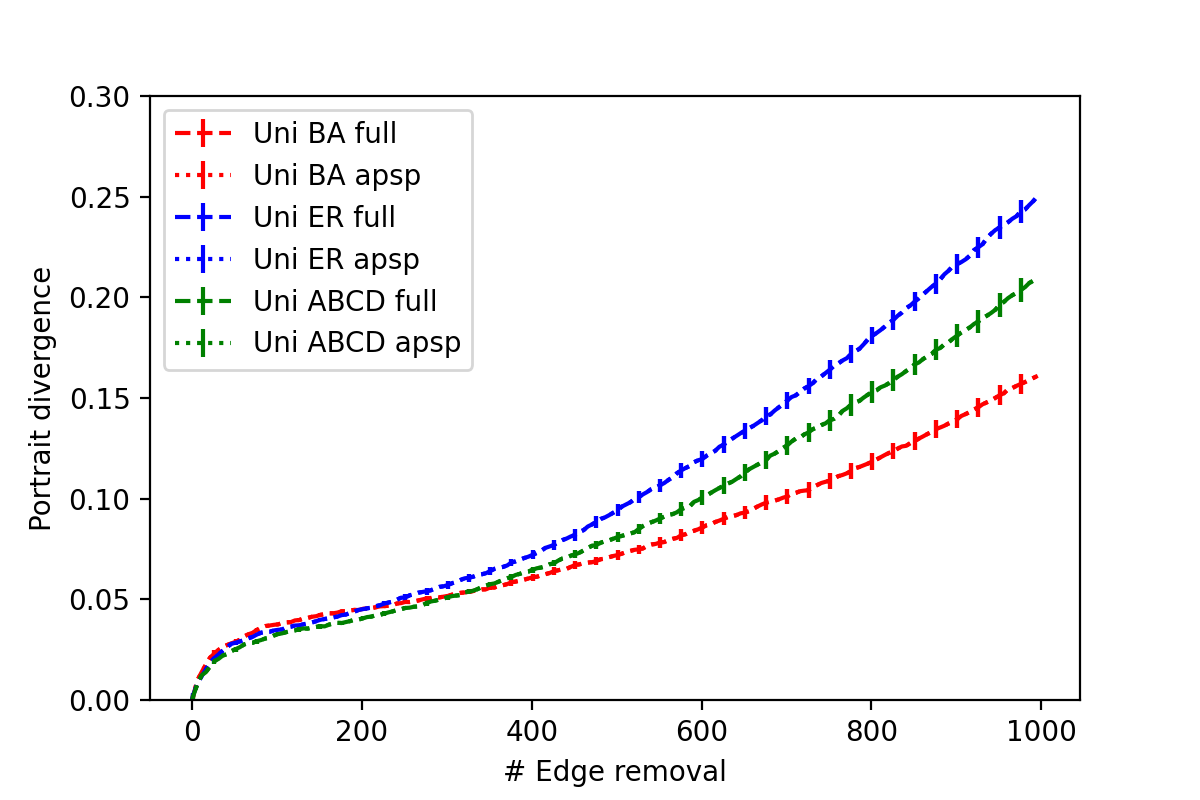 0.30
0.25
0.20
0.15
0.10
0.05
0.00
Portrait divergence
Uni BA full
Uni BA apsp
Uni ER full
Uni ER apsp
Uni ABCD full
Uni ABCD apsp
0 200 400 600 800 1000
# Edge removal